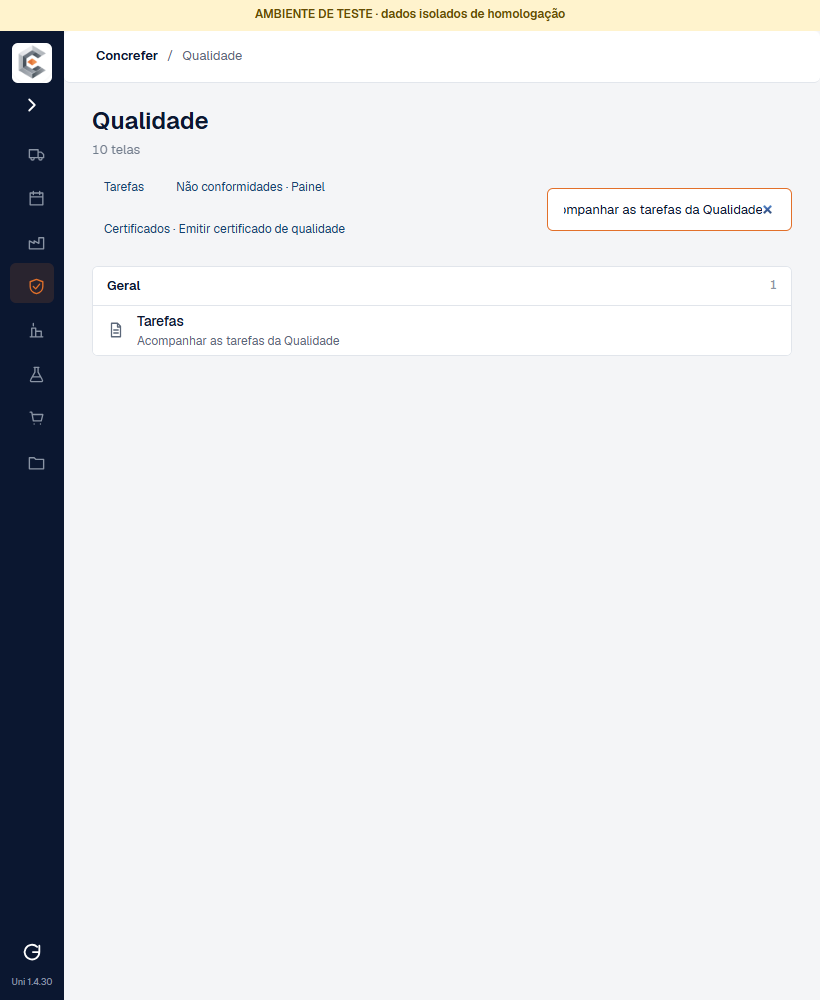 AMBIENTE DE TESTE · dados isolados de homologação
Concrefer / Qualidade
Qualidade
10 telas
Tarefas
Não conformidades · Painel
Certificados · Emitir certificado de qualidade
mpanhar as tarefas da Qualidade
Geral
1
Tarefas
Acompanhar as tarefas da Qualidade
Uni 1.4.30